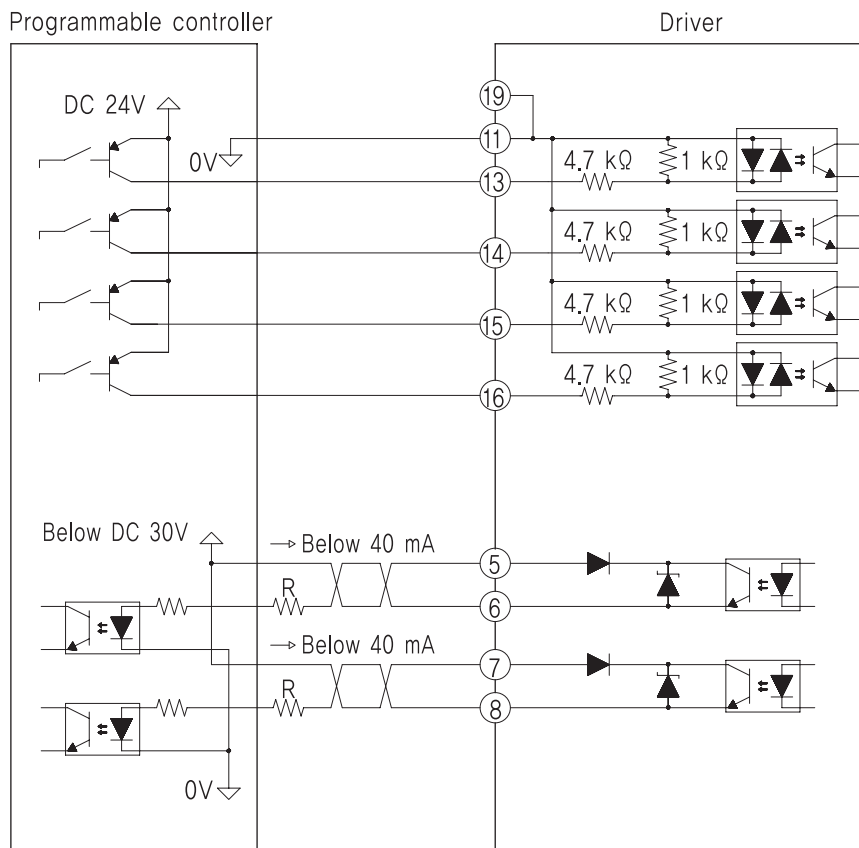 Programmable controller
Driver
DC 24V
0V
19
11
13
4.7 kΩ
1 kΩ
14
4.7 kΩ
1 kΩ
15
4.7 kΩ
1 kΩ
16
4.7 kΩ
1 kΩ
Below DC 30V
Below 40 mA
5
R
6
Below 40 mA
7
R
8
0V